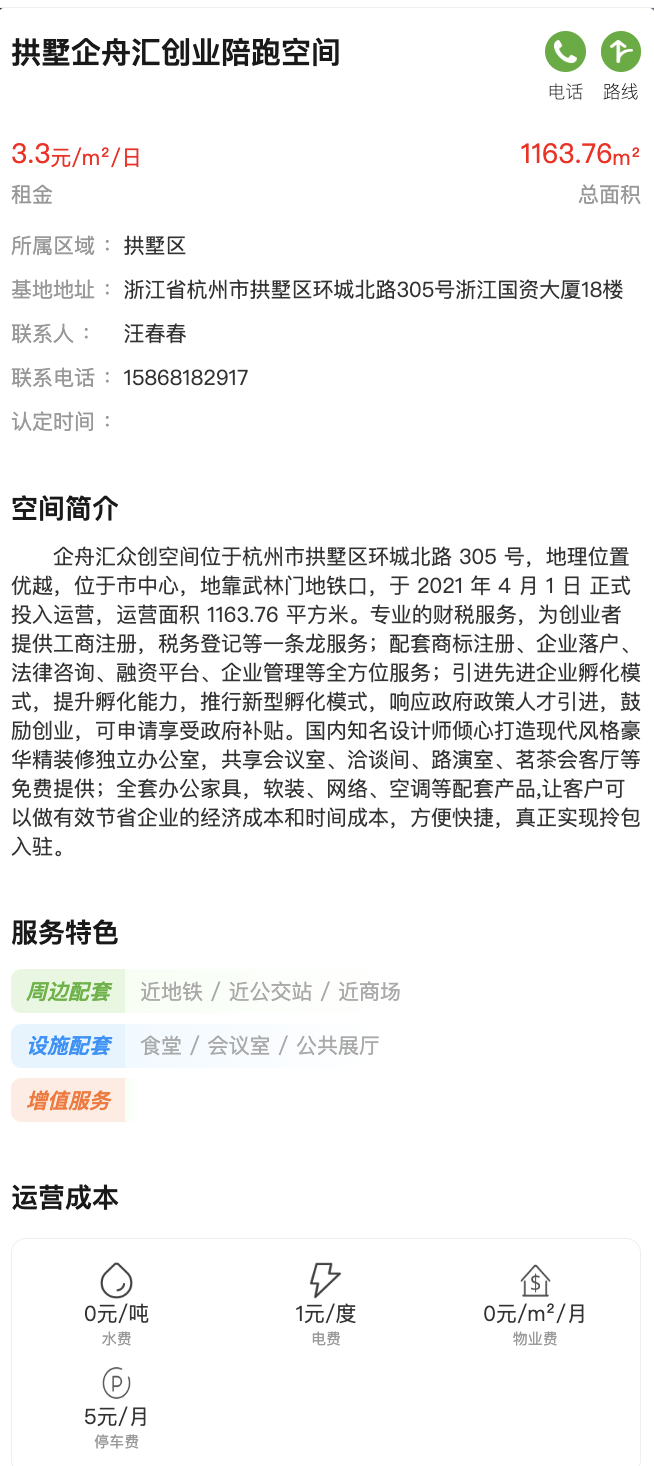 拱墅企舟汇创业陪跑空间
电话 路线
3.3元/m²/日 1163.76m²
租金 总面积
所属区域： 拱墅区
基地地址： 浙江省杭州市拱墅区环城北路305号浙江国资大厦18楼
联系人： 汪春春
联系电话： 15868182917
认定时间：
空间简介
企舟汇众创空间位于杭州市拱墅区环城北路 305 号，地理位置
优越，位于市中心，地靠武林门地铁口，于 2021 年 4 月 1 日 正式
投入运营，运营面积 1163.76 平方米。专业的财税服务，为创业者
提供工商注册，税务登记等一条龙服务；配套商标注册、企业落户、
法律咨询、融资平台、企业管理等全方位服务；引进先进企业孵化模
式，提升孵化能力，推行新型孵化模式，响应政府政策人才引进，鼓
励创业，可申请享受政府补贴。国内知名设计师倾心打造现代风格豪
华精装修独立办公室，共享会议室、洽谈间、路演室、茗茶会客厅等
免费提供；全套办公家具，软装、网络、空调等配套产品,让客户可
以做有效节省企业的经济成本和时间成本，方便快捷，真正实现拎包
入驻。
服务特色
周边配套 近地铁 / 近公交站 / 近商场
设施配套 食堂 / 会议室 / 公共展厅
增值服务
运营成本
0元/吨 1元/度 0元/m²/月
水费 电费 物业费
P
5元/月
停车费